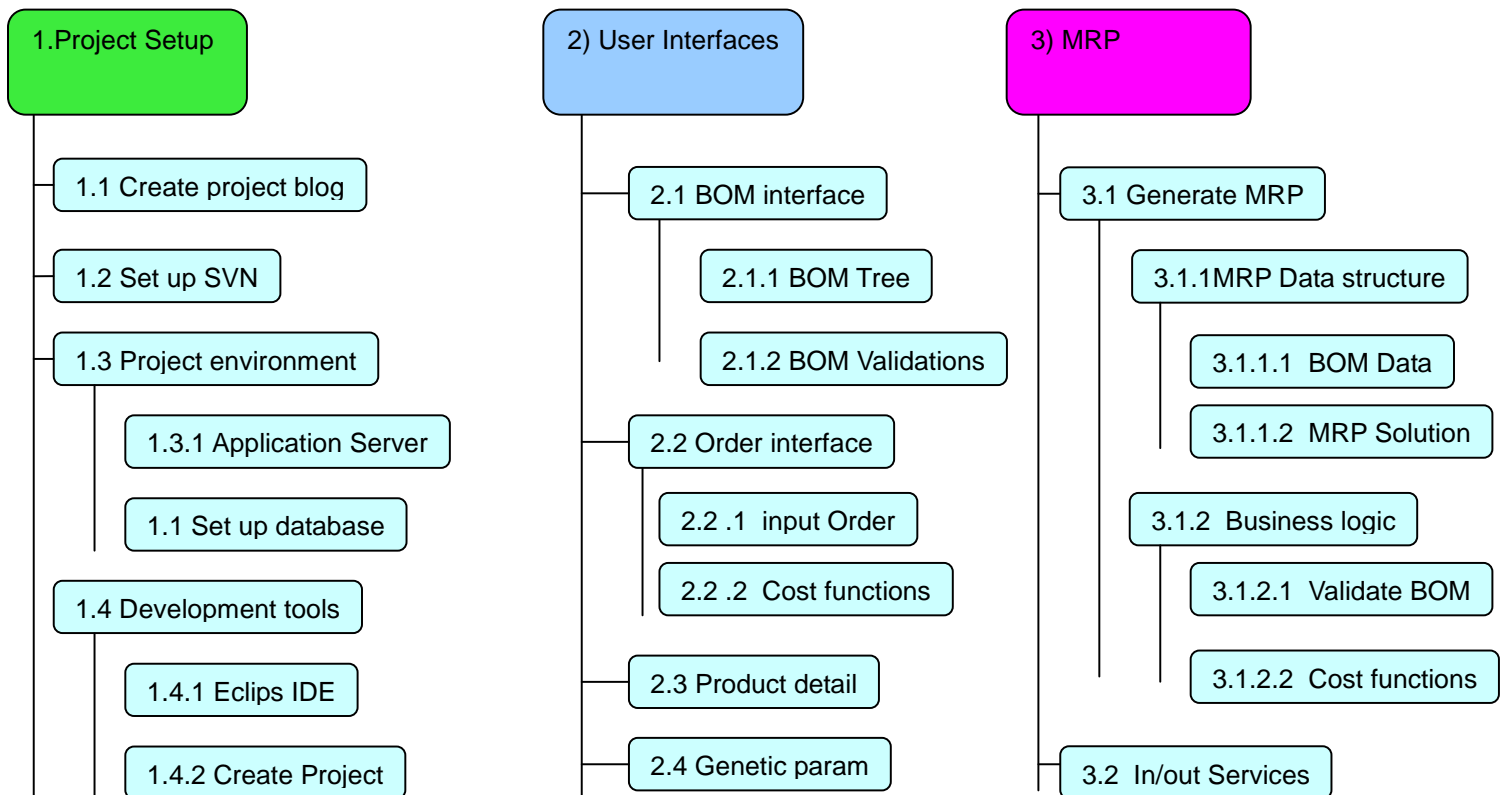 1.Project Setup
1.1 Create project blog
1.2 Set up SVN
1.3 Project environment
1.3.1 Application Server
1.1 Set up database
1.4 Development tools
1.4.1 Eclips IDE
1.4.2 Create Project
2) User Interfaces
2.1 BOM interface
2.1.1 BOM Tree
2.1.2 BOM Validations
2.2 Order interface
2.2 .1 input Order
2.2 .2 Cost functions
2.3 Product detail
2.4 Genetic param
3) MRP
3.1 Generate MRP
3.1.1MRP Data structure
3.1.1.1 BOM Data
3.1.1.2 MRP Solution
3.1.2 Business logic
3.1.2.1 Validate BOM
3.1.2.2 Cost functions
3.2 In/out Services